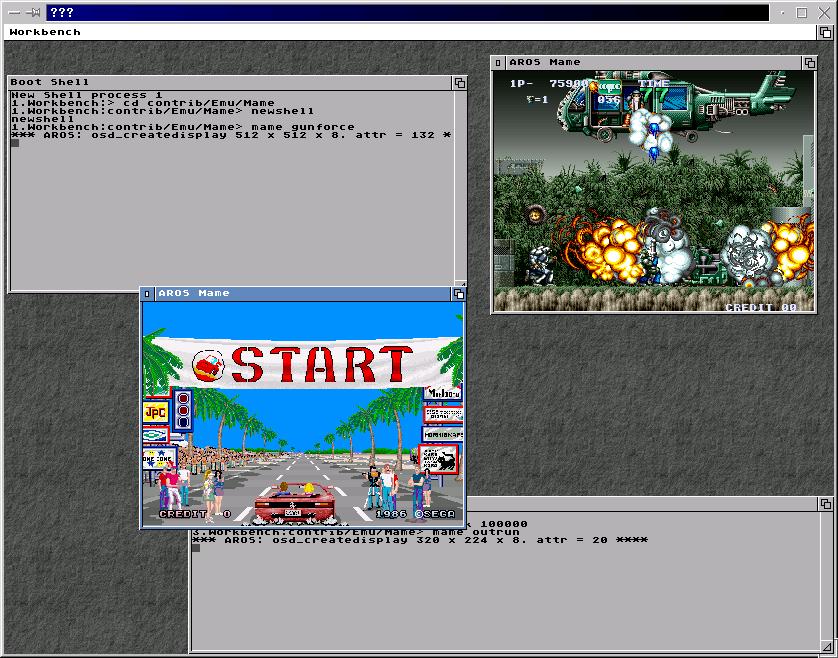 ???
Workbench
Boot Shell
New Shell process 1
1.Workbench:> cd contrib/Emu/Mame
1.Workbench:contrib/Emu/Mame> newshell
newshell
1.Workbench:contrib/Emu/Mame> mame gunforce
*** AROS: osd_createdisplay 512 x 512 x 8. attr = 132 *
AROS Mame
1P- 75900
TIME
77
=1
056
CREDIT 00
AROS Mame
START
JPC
CREDIT 0
1986 ©SEGA
k 100000
3.Workbench:contrib/Emu/Mame> mame outrun
*** AROS: osd_createdisplay 320 x 224 x 8. attr = 20 ****